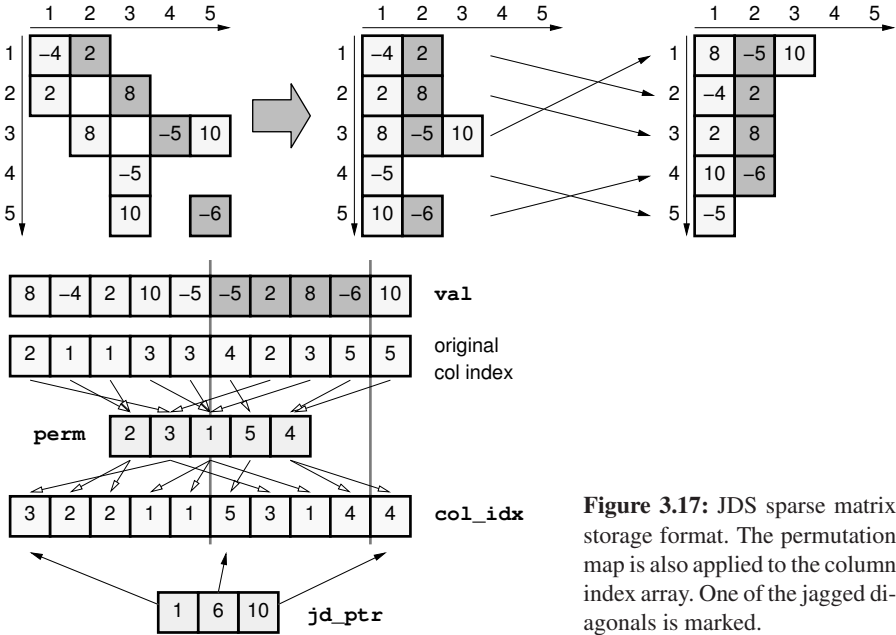 1 2 3 4 5
1 2 3 4 5
1 2 3 4 5
1 −4 2
2 2 8
3 8 −5 10
4 −5
5 10 −6
1 −4 2
2 2 8
3 8 −5 10
4 −5
5 10 −6
1 8 −5 10
2 −4 2
3 2 8
4 10 −6
5 −5
8 −4 2 10 −5 −5 2 8 −6 10 val
2 1 1 3 3 4 2 3 5 5 original
col index
perm 2 3 1 5 4
3 2 2 1 1 5 3 1 4 4 col_idx
1 6 10 jd_ptr
Figure 3.17: JDS sparse matrix
storage format. The permutation
map is also applied to the column
index array. One of the jagged di-
agonals is marked.